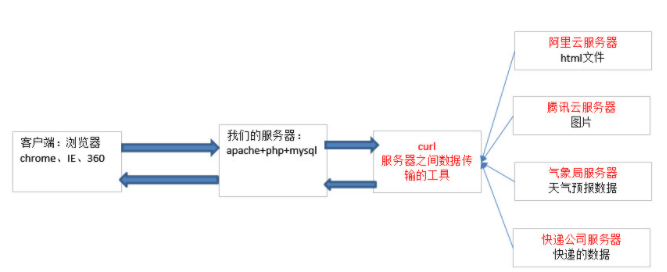 客户端：浏览器
chrome、IE、360
我们的服务器：
apache+php+mysql
curl
服务器之间数据传
输的工具
阿里云服务器
html文件
腾讯云服务器
图片
气象局服务器
天气预报数据
快递公司服务器
快递的数据